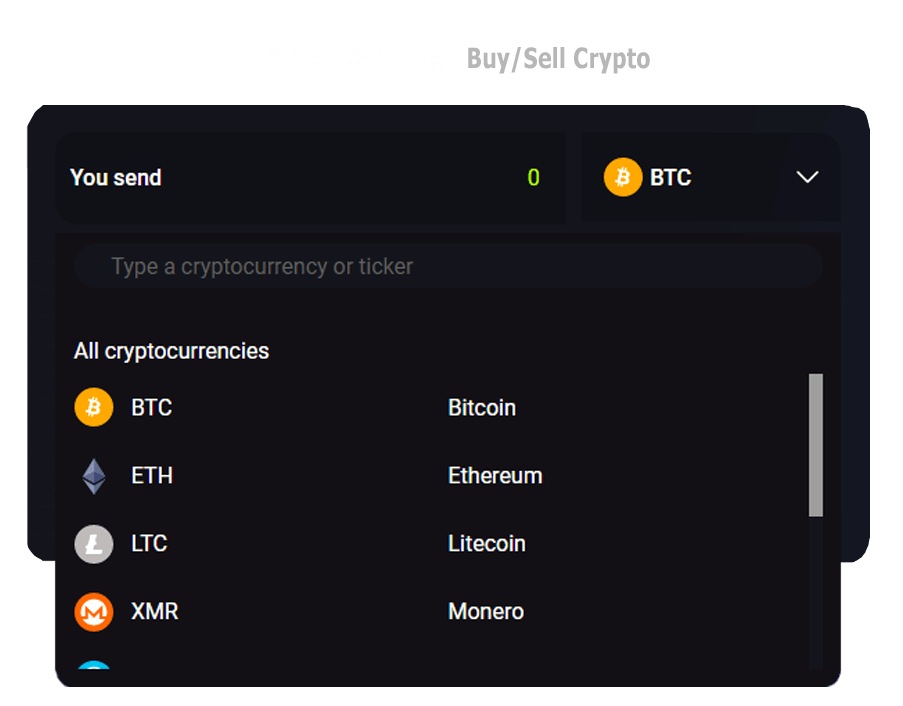 Buy/Sell Crypto
You send 0 BTC
Type a cryptocurrency or ticker
All cryptocurrencies
BTC Bitcoin
ETH Ethereum
LTC Litecoin
XMR Monero